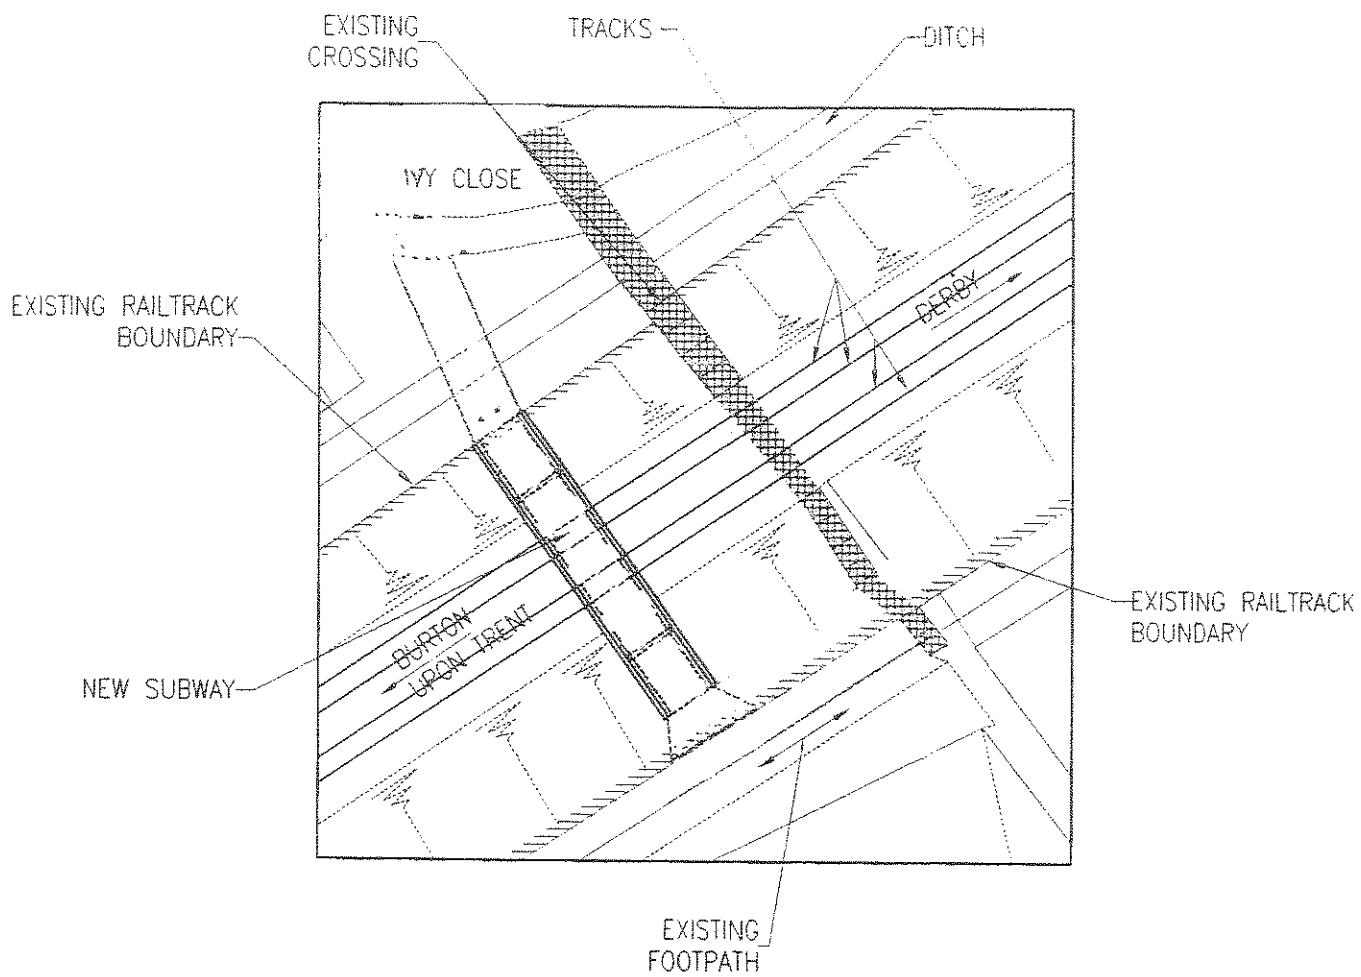 EXISTING
CROSSING
TRACKS
DITCH
IVY CLOSE
EXISTING RAILTRACK
BOUNDARY
DERBY
BURTON
UPON TRENT
NEW SUBWAY
EXISTING RAILTRACK
BOUNDARY
EXISTING
FOOTPATH